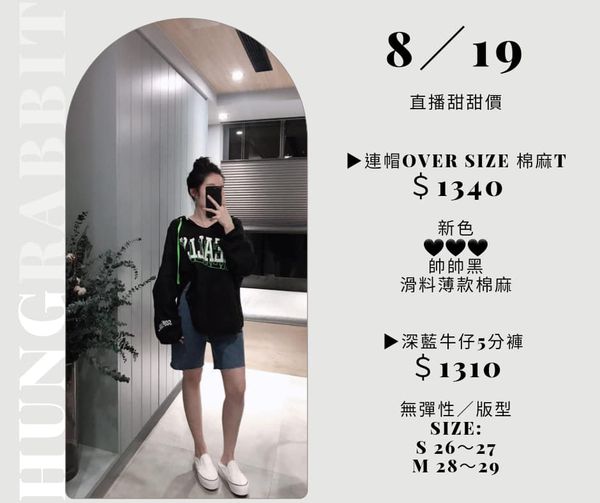 HUNGRABBIT
8／19
直播甜甜價
▶連帽OVER SIZE 棉麻T
＄1340
新色
🖤🖤🖤
帥帥黑
滑料薄款棉麻
▶深藍牛仔5分褲
＄1310
無彈性／版型
SIZE:
S 26～27
M 28～29